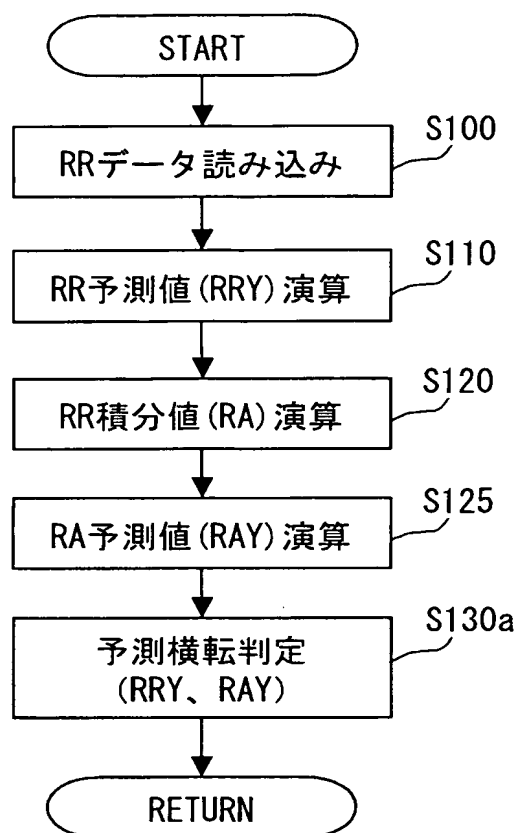 START
S100
RRデータ読み込み
S110
RR予測値(RRY)演算
S120
RR積分値(RA)演算
S125
RA予測値(RAY)演算
S130a
予測横転判定
(RRY、RAY)
RETURN